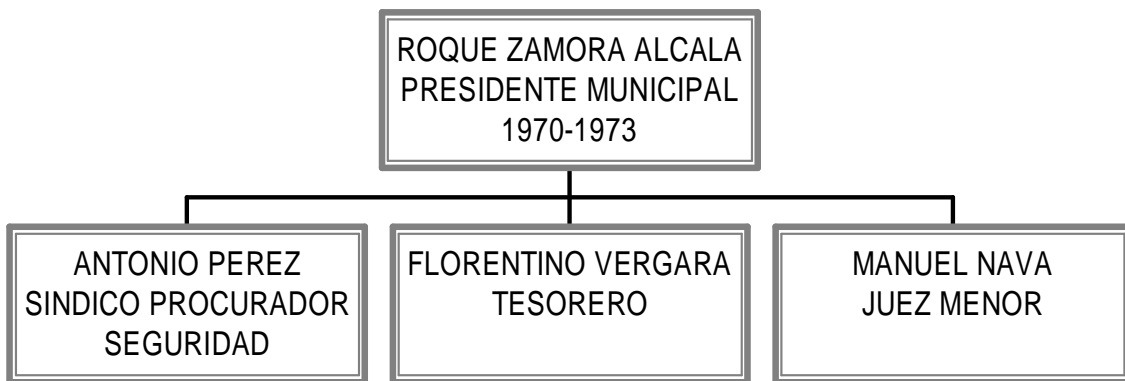 ROQUE ZAMORA ALCALA
PRESIDENTE MUNICIPAL
1970-1973
ANTONIO PEREZ
SINDICO PROCURADOR
SEGURIDAD
FLORENTINO VERGARA
TESORERO
MANUEL NAVA
JUEZ MENOR